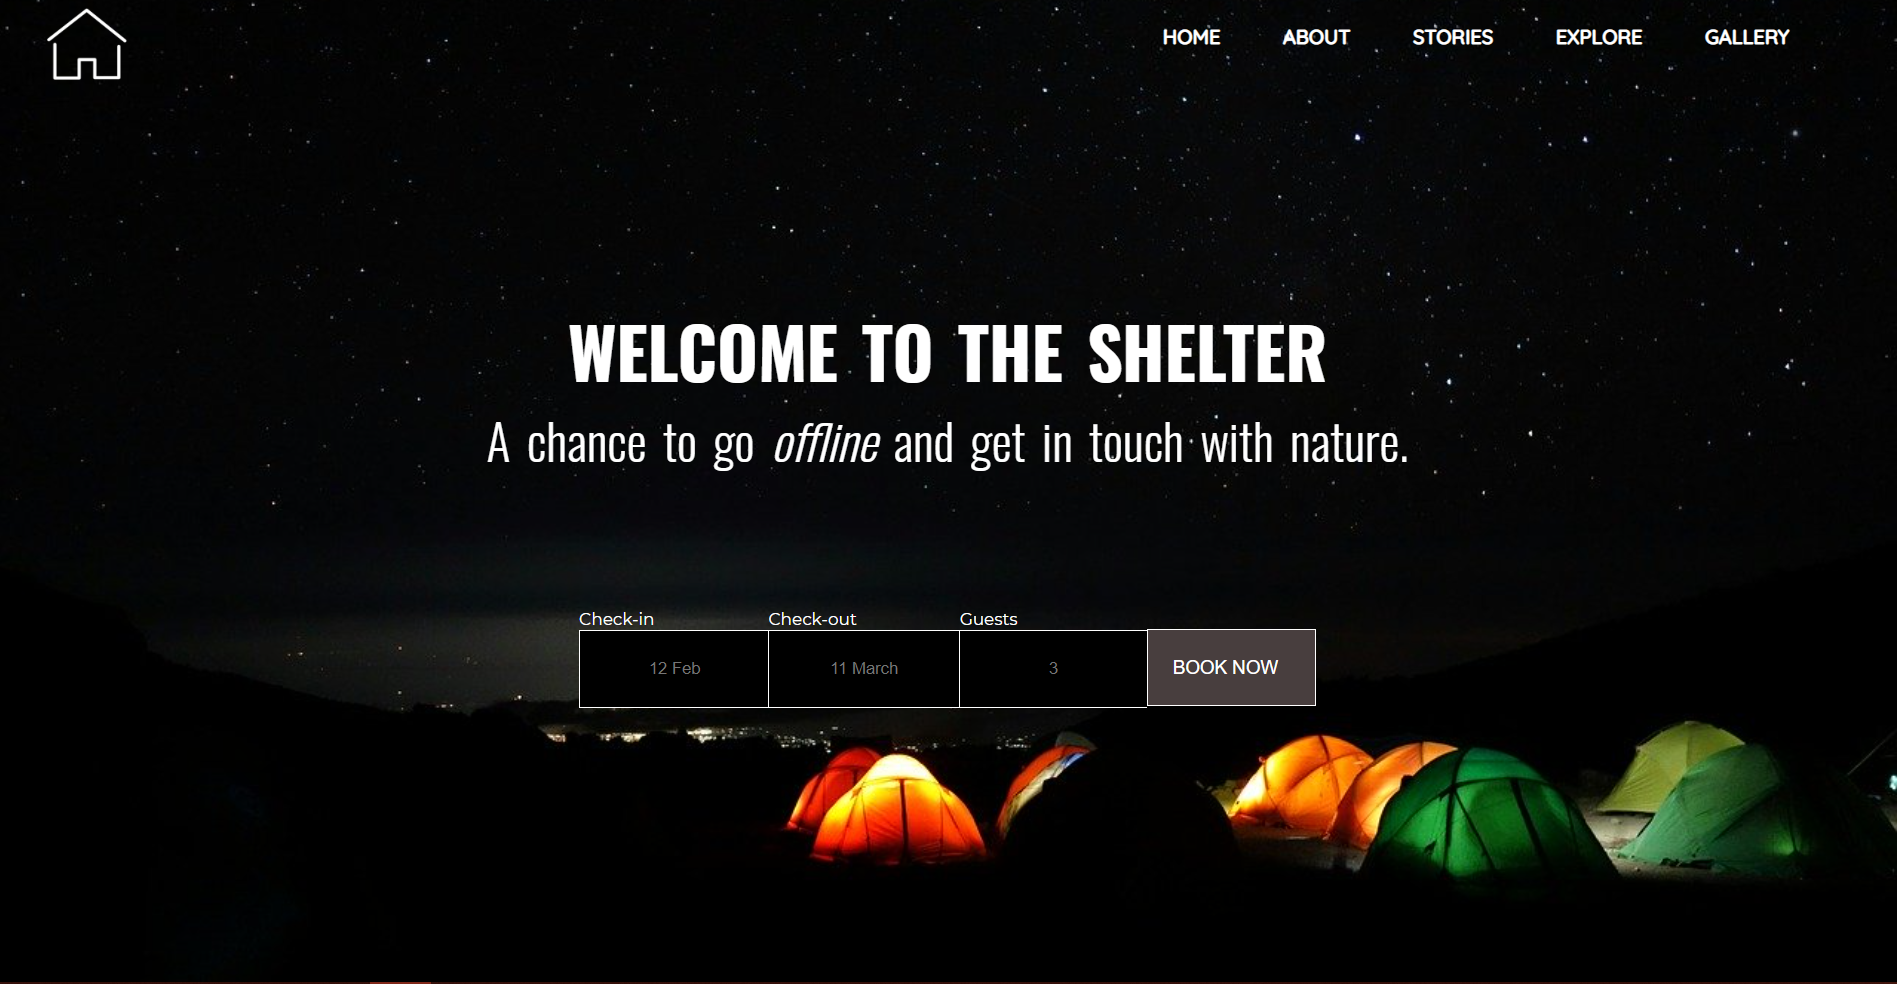 HOME ABOUT STORIES EXPLORE GALLERY
WELCOME TO THE SHELTER
A chance to go offline and get in touch with nature.
Check-in Check-out Guests
12 Feb 11 March 3 BOOK NOW